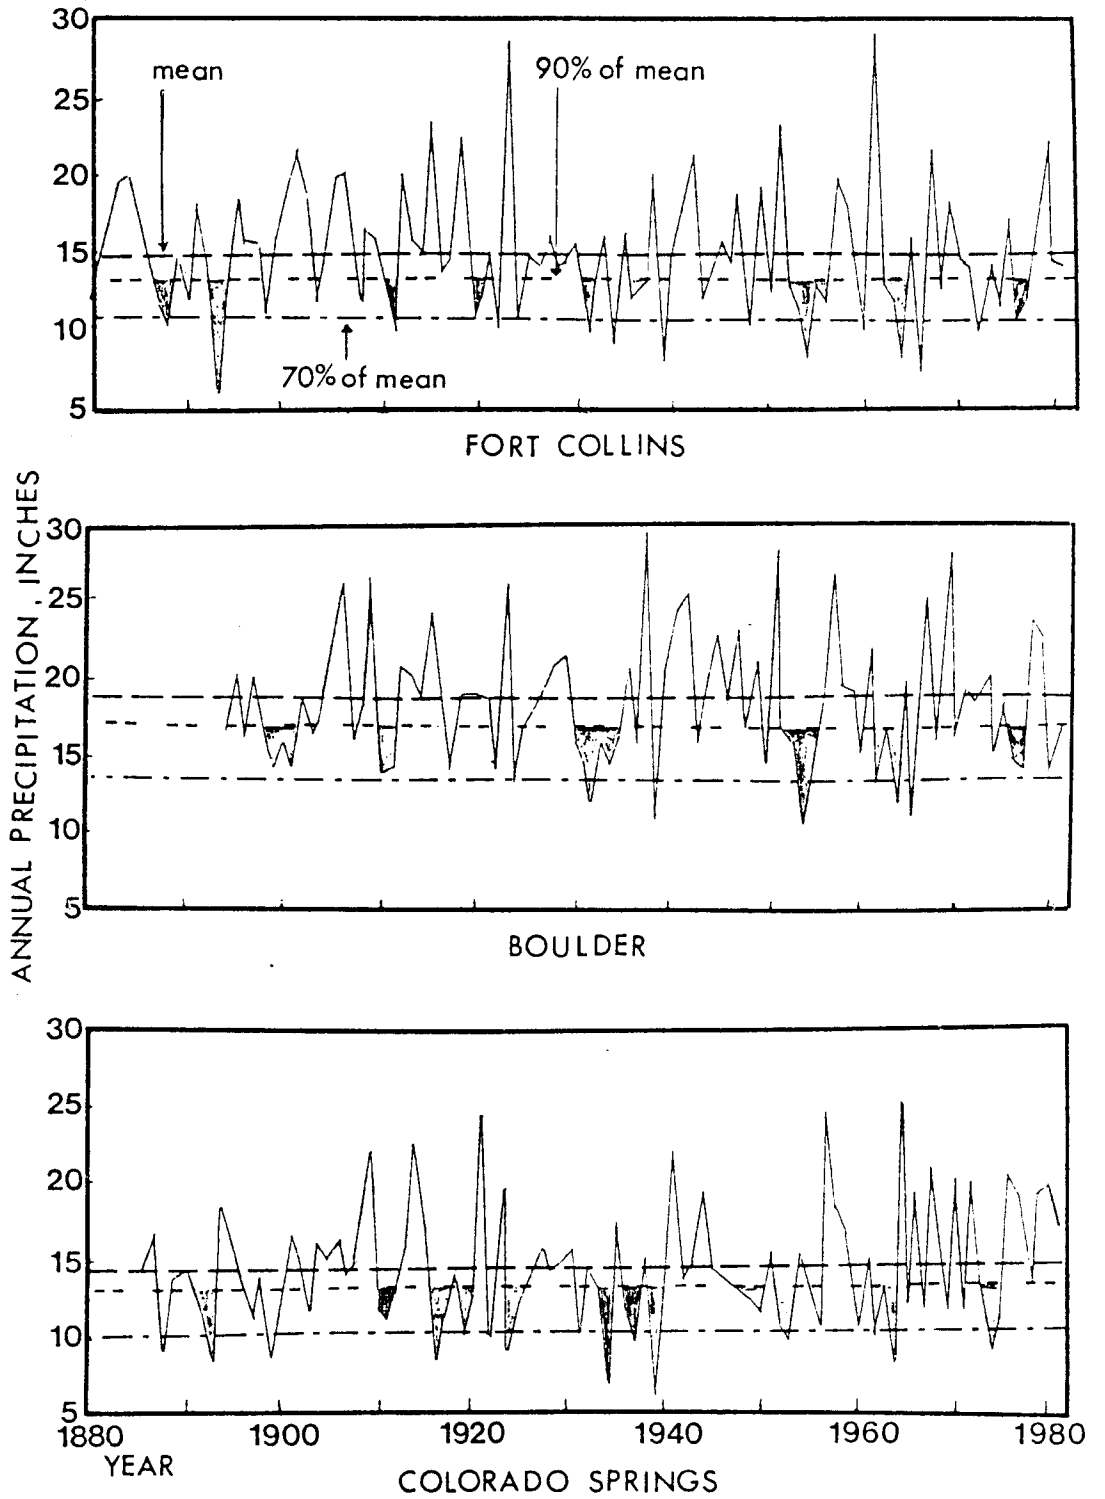 30
mean
90% of mean
25
20
15
10
70% of mean
5
FORT COLLINS
ANNUAL PRECIPITATION, INCHES
30
25
20
15
10
5
BOULDER
30
25
20
15
10
5
1880 1900 1920 1940 1960 1980
YEAR
COLORADO SPRINGS